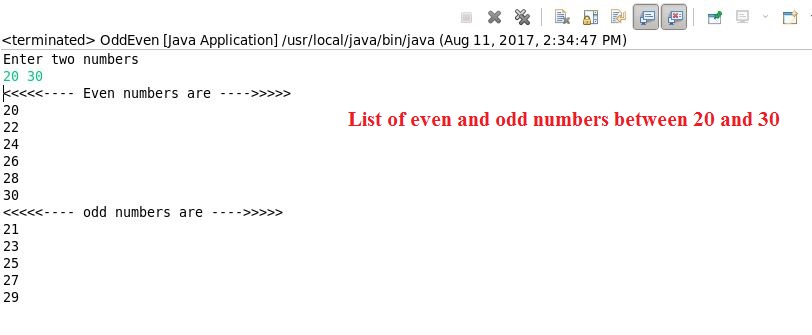 <terminated> OddEven [Java Application] /usr/local/java/bin/java (Aug 11, 2017, 2:34:47 PM)
Enter two numbers
20 30
<<<<<---- Even numbers are ---->>>>>
20
List of even and odd numbers between 20 and 30
22
24
26
28
30
<<<<<---- odd numbers are ---->>>>>
21
23
25
27
29